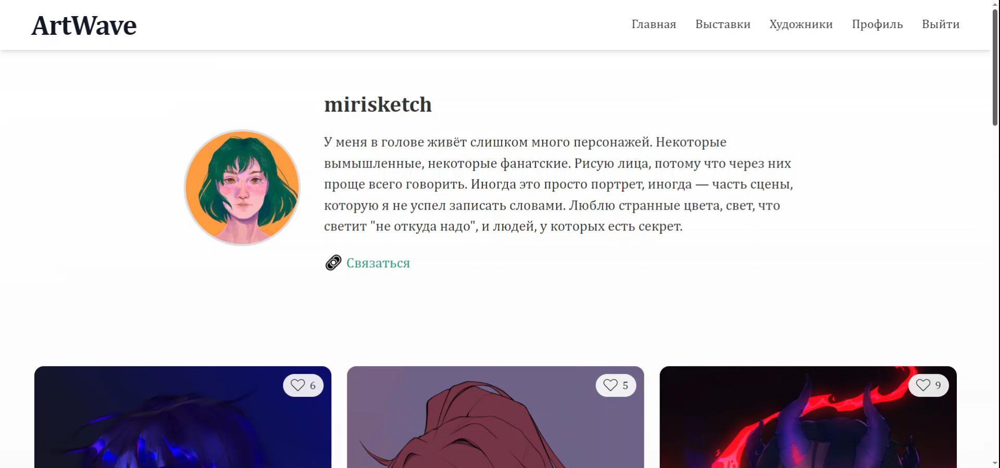 ArtWave
Главная Выставки Художники Профиль Выйти
mirisketch
У меня в голове живёт слишком много персонажей. Некоторые
вымышленные, некоторые фанатские. Рисую лица, потому что через них
проще всего говорить. Иногда это просто портрет, иногда — часть сцены,
которую я не успел записать словами. Люблю странные цвета, свет, что
светит "не откуда надо", и людей, у которых есть секрет.
Связаться
6
5
9